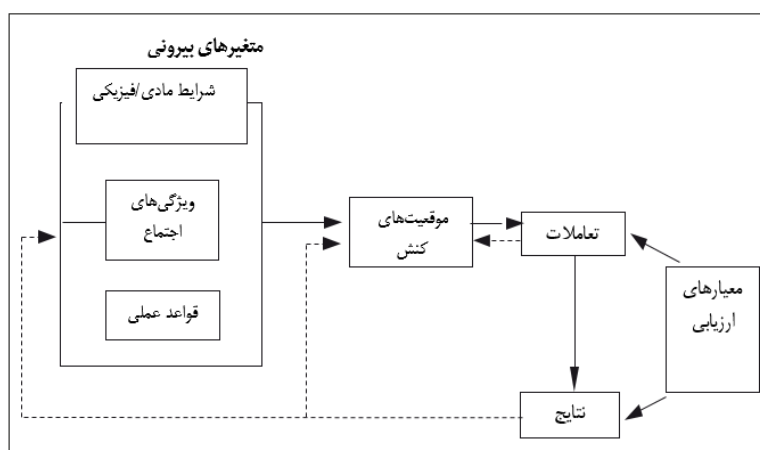 متغیرهای بیرونی
شرایط مادی/فیزیکی
ویژگی‌های
اجتماع
قواعد عملی
موقعیت‌های
کنش
تعاملات
معیارهای
ارزیابی
نتایج